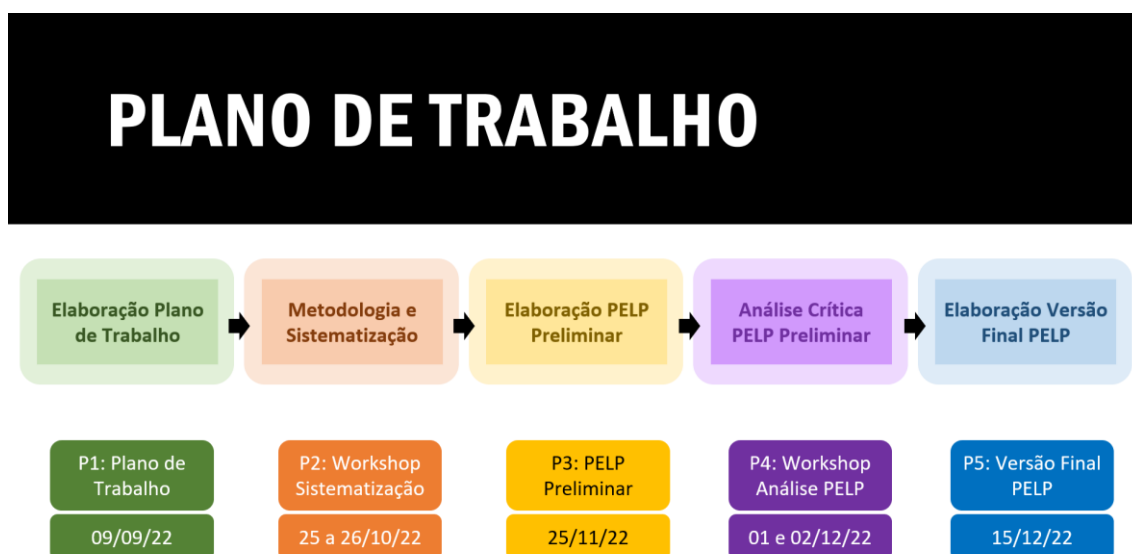 PLANO DE TRABALHO
Elaboração Plano
de Trabalho
Metodologia e
Sistematização
Elaboração PELP
Preliminar
Análise Crítica
PELP Preliminar
Elaboração Versão
Final PELP
P1: Plano de
Trabalho
09/09/22
P2: Workshop
Sistematização
25 a 26/10/22
P3: PELP
Preliminar
25/11/22
P4: Workshop
Análise PELP
01 e 02/12/22
P5: Versão Final
PELP
15/12/22